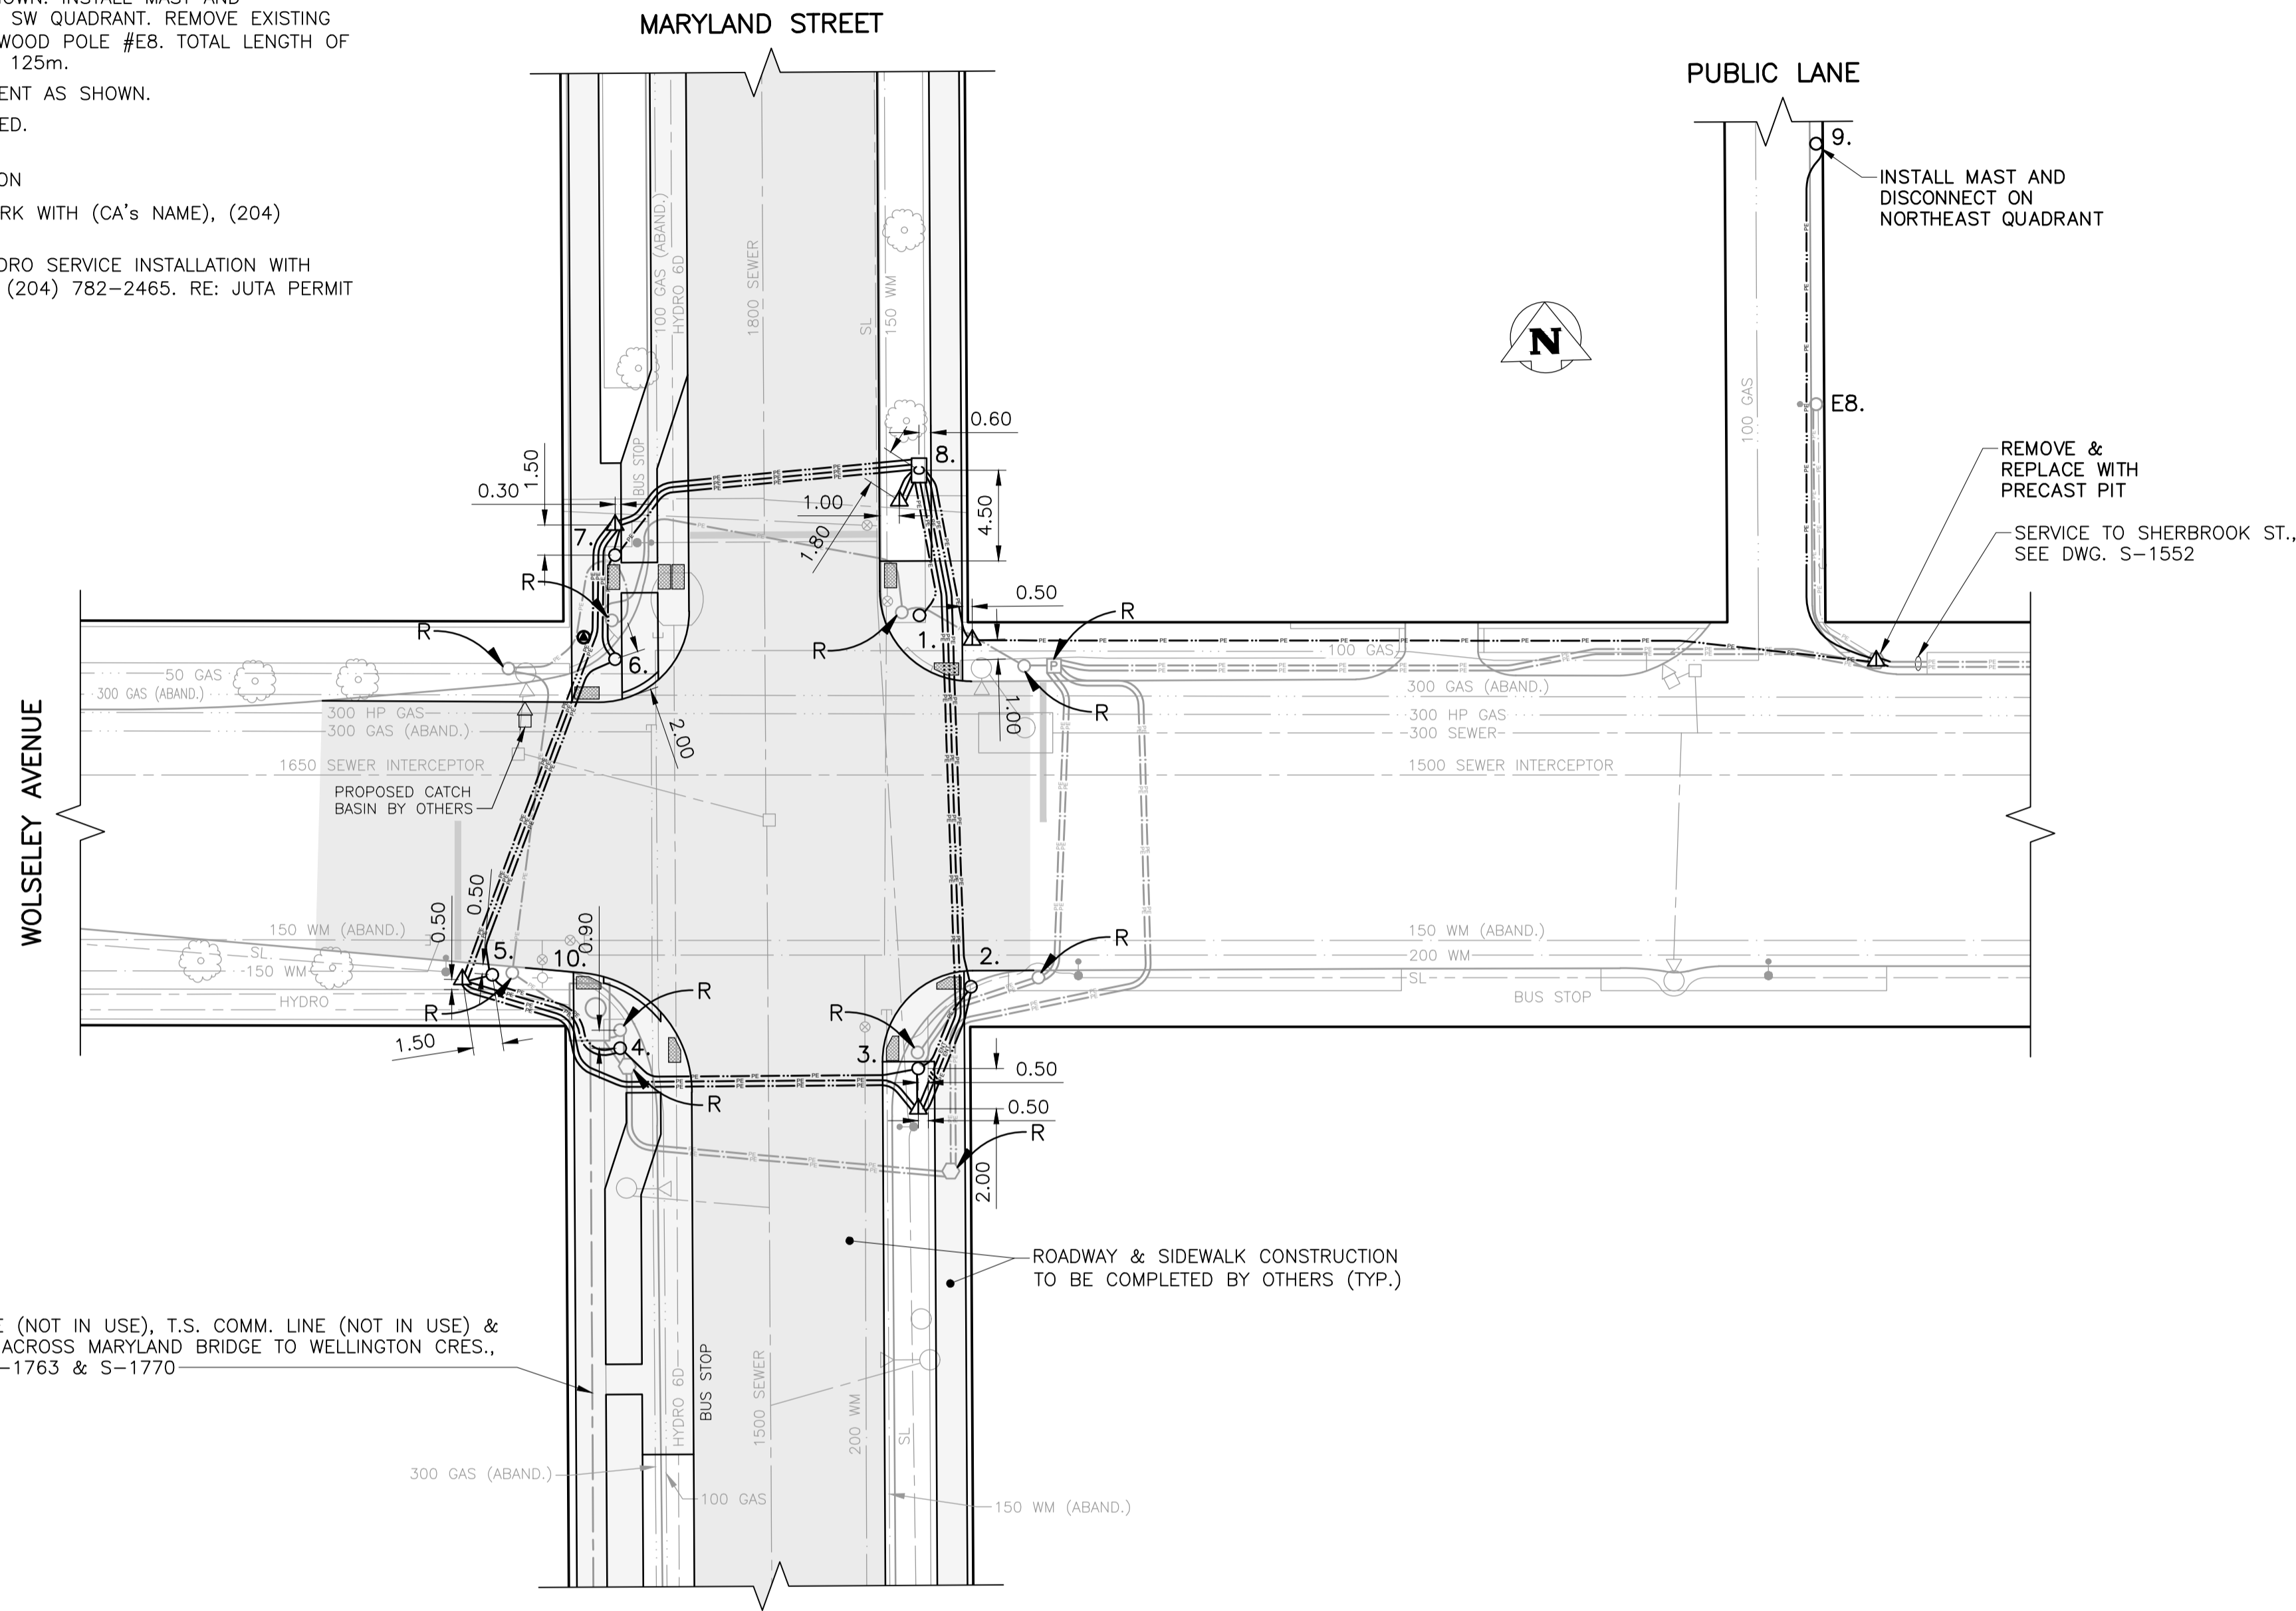 OWN. INSTALL MAST AND
SW QUADRANT. REMOVE EXISTING
WOOD POLE #E8. TOTAL LENGTH OF
125m.
ENT AS SHOWN.
ED.
ON
RK WITH (CA's NAME), (204)
DRO SERVICE INSTALLATION WITH
(204) 782-2465. RE: JUTA PERMIT
MARYLAND STREET
PUBLIC LANE
9.
INSTALL MAST AND
DISCONNECT ON
NORTHEAST QUADRANT
100 GAS (ABAND.)
HYDRO 6D
1800 SEWER
SL
150 WM
N
100 GAS
E8.
REMOVE &
REPLACE WITH
PRECAST PIT
SERVICE TO SHERBROOK ST.,
SEE DWG. S-1552
BUS STOP
0.60
8.
C
1.50
0.30
1.00
1.80
4.50
7.
R
0.50
R
1.
R
R
P
100 GAS
6.
R
1.00
2.00
50 GAS
300 GAS (ABAND.)
300 HP GAS
300 GAS (ABAND.)
1650 SEWER INTERCEPTOR
PROPOSED CATCH
BASIN BY OTHERS
300 GAS (ABAND.)
300 HP GAS
300 SEWER
1500 SEWER INTERCEPTOR
WOLSELEY AVENUE
0.50
0.50
0.90
150 WM (ABAND.)
SL
150 WM
HYDRO
5.
10.
R
R
1.50
4.
R
R
3.
2.
R
150 WM (ABAND.)
200 WM
SL
BUS STOP
0.50
0.50
R
2.00
ROADWAY & SIDEWALK CONSTRUCTION
TO BE COMPLETED BY OTHERS (TYP.)
E (NOT IN USE), T.S. COMM. LINE (NOT IN USE) &
ACROSS MARYLAND BRIDGE TO WELLINGTON CRES.,
-1763 & S-1770
HYDRO 6D
BUS STOP
1500 SEWER
200 WM
SL
300 GAS (ABAND.)
100 GAS
150 WM (ABAND.)